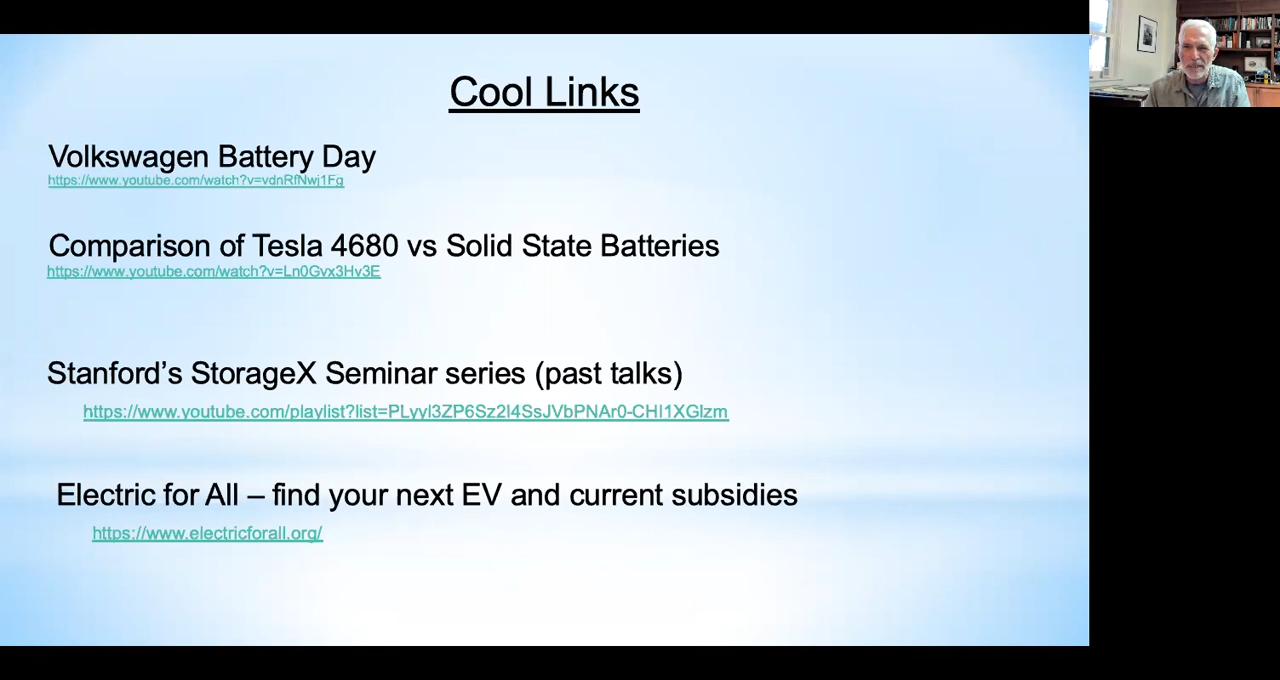 Cool Links
Volkswagen Battery Day
https://www.youtube.com/watch?v=vdnRfNwj1Fg
Comparison of Tesla 4680 vs Solid State Batteries
https://www.youtube.com/watch?v=Ln0Gvx3Hv3E
Stanford’s StorageX Seminar series (past talks)
https://www.youtube.com/playlist?list=PLyyl3ZP6Sz2I4SsJVbPNAr0-CHI1XGIzm
Electric for All – find your next EV and current subsidies
https://www.electricforall.org/